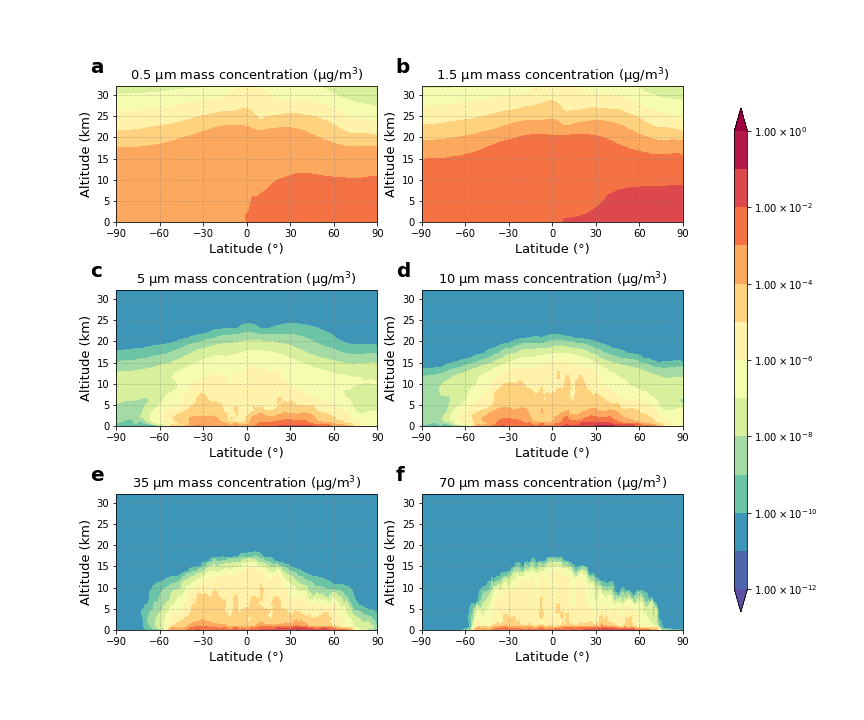 a
0.5 μm mass concentration (μg/m³)
b
1.5 μm mass concentration (μg/m³)
Altitude (km)
30
25
20
15
10
5
0
−90 −60 −30 0 30 60 90
Latitude (°)
Altitude (km)
30
25
20
15
10
5
0
−90 −60 −30 0 30 60 90
Latitude (°)
c
5 μm mass concentration (μg/m³)
d
10 μm mass concentration (μg/m³)
Altitude (km)
30
25
20
15
10
5
0
−90 −60 −30 0 30 60 90
Latitude (°)
Altitude (km)
30
25
20
15
10
5
0
−90 −60 −30 0 30 60 90
Latitude (°)
e
35 μm mass concentration (μg/m³)
f
70 μm mass concentration (μg/m³)
Altitude (km)
30
25
20
15
10
5
0
−90 −60 −30 0 30 60 90
Latitude (°)
Altitude (km)
30
25
20
15
10
5
0
−90 −60 −30 0 30 60 90
Latitude (°)
1.00 × 10⁰
1.00 × 10⁻²
1.00 × 10⁻⁴
1.00 × 10⁻⁶
1.00 × 10⁻⁸
1.00 × 10⁻¹⁰
1.00 × 10⁻¹²